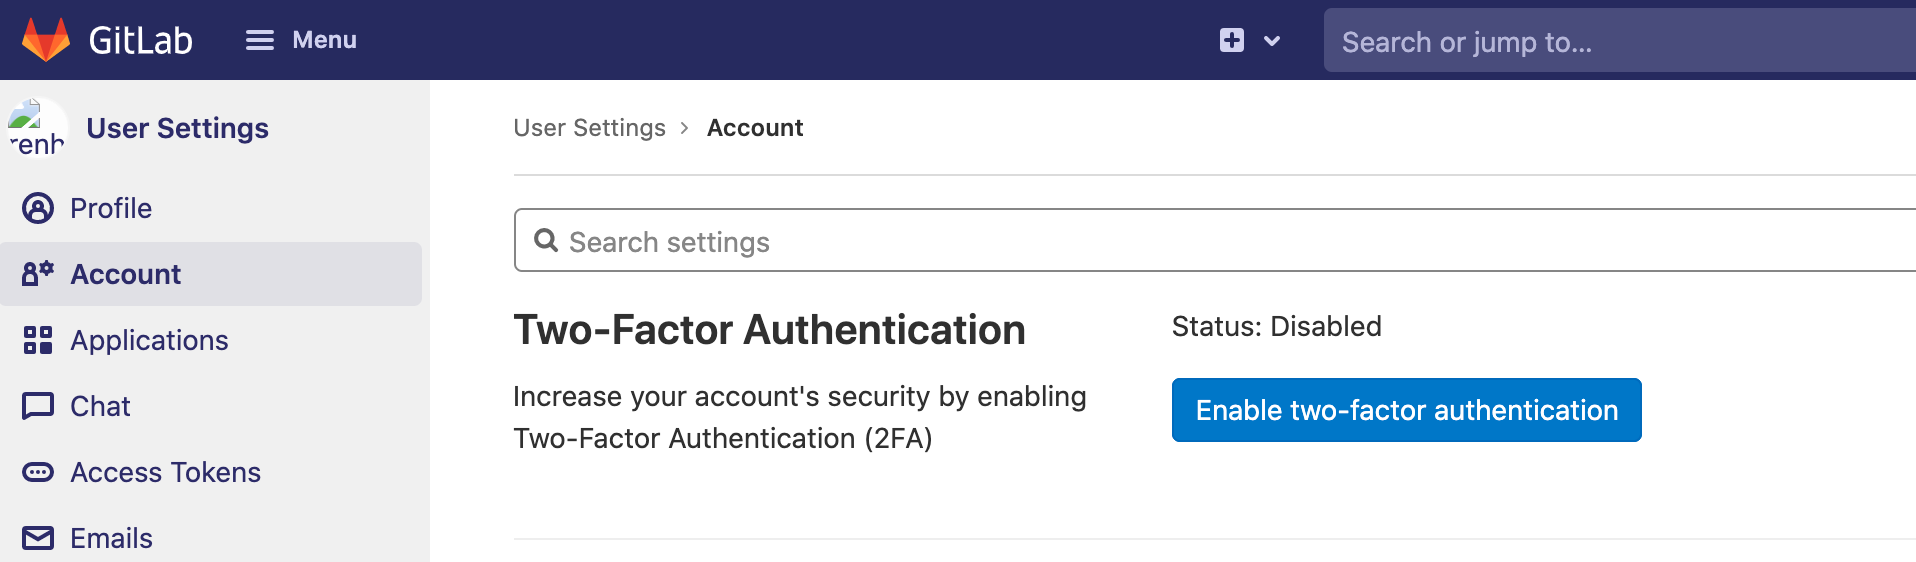 GitLab
Menu
Search or jump to...
renh
User Settings
Profile
Account
Applications
Chat
Access Tokens
Emails
User Settings > Account
Search settings
Two-Factor Authentication
Increase your account's security by enabling
Two-Factor Authentication (2FA)
Status: Disabled
Enable two-factor authentication